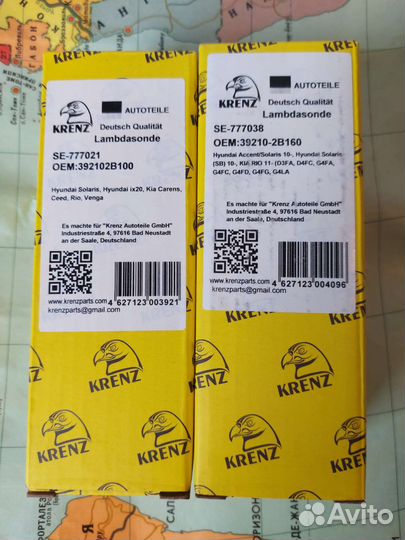 KRENZ
AUTOTEILE
Deutsch Qualität
Lambdasonde
SE-777021
OEM:392102B100
Hyundai Solaris, Hyundai ix20, Kia Carens,
Ceed, Rio, Venga
Es machte für "Krenz Autoteile GmbH"
Industriestraße 4, 97616 Bad Neustadt
an der Saale, Deutschland
www.krenzparts.com
krenzparts@gmail.com
4 627123 003921
KRENZ
AUTOTEILE
Deutsch Qualität
Lambdasonde
SE-777038
OEM:39210-2B160
Hyundai Accent/Solaris 10-, Hyundai Solaris
(SB) 10-, KIA RIO 11- (D3FA, D4FC, G4FA,
G4FC, G4FD, G4FG, G4LA
Es machte für "Krenz Autoteile GmbH"
Industriestraße 4, 97616 Bad Neustadt
an der Saale, Deutschland
www.krenzparts.com
krenzparts@gmail.com
4 627123 004096
KRENZ
KRENZ
KRENZ
KRENZ
ГАБОН
Avito